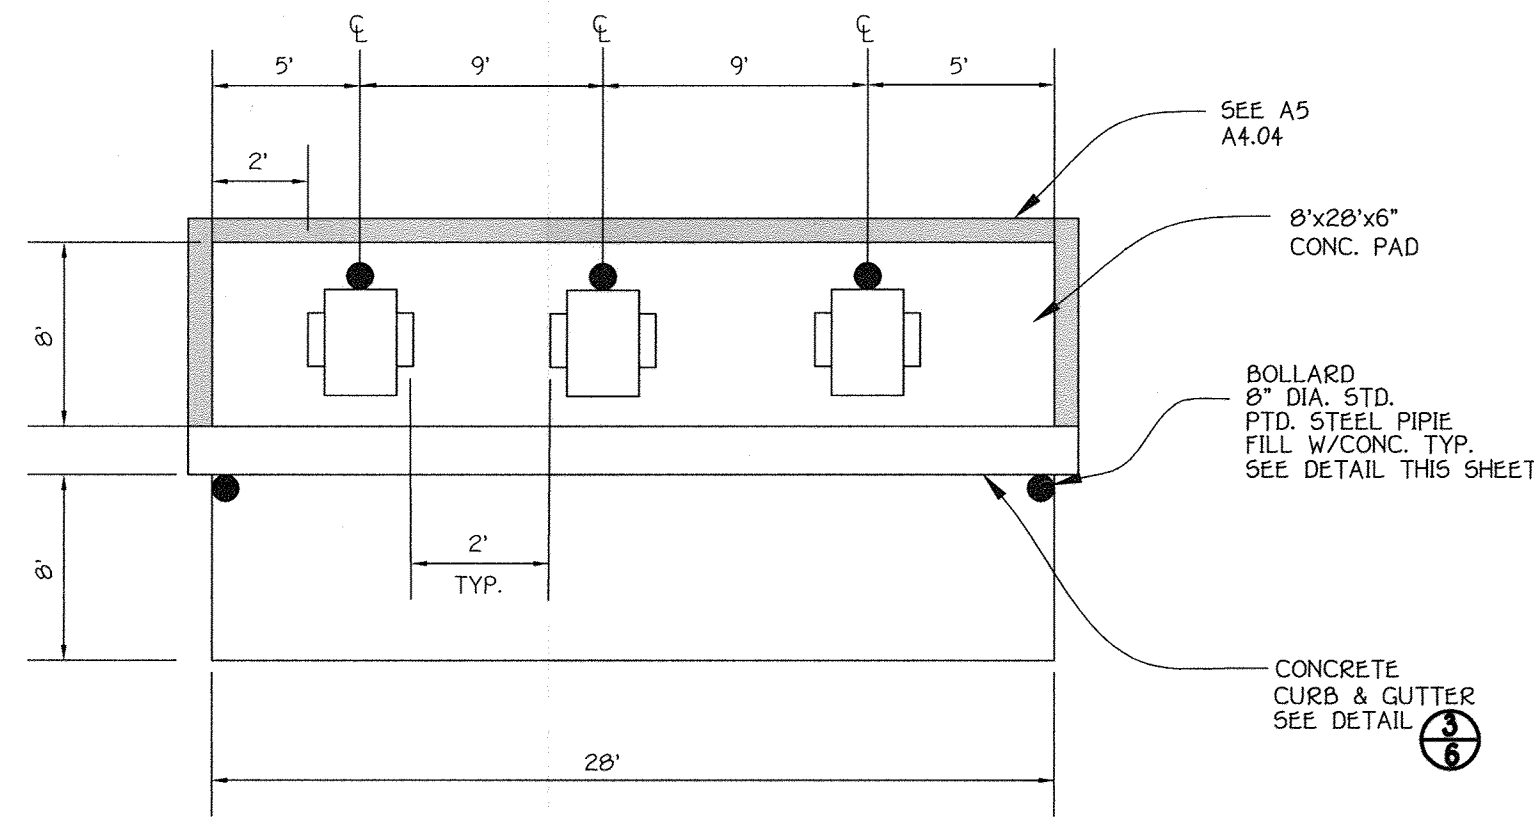 ℄ ℄ ℄
5' 9' 9' 5'
2'
SEE A5
A4.04
8'x28'x6"
CONC. PAD
8'
BOLLARD
8" DIA. STD.
PTD. STEEL PIPIE
FILL W/CONC. TYP.
SEE DETAIL THIS SHEET
8'
2'
TYP.
CONCRETE
CURB & GUTTER
SEE DETAIL
3
6
28'